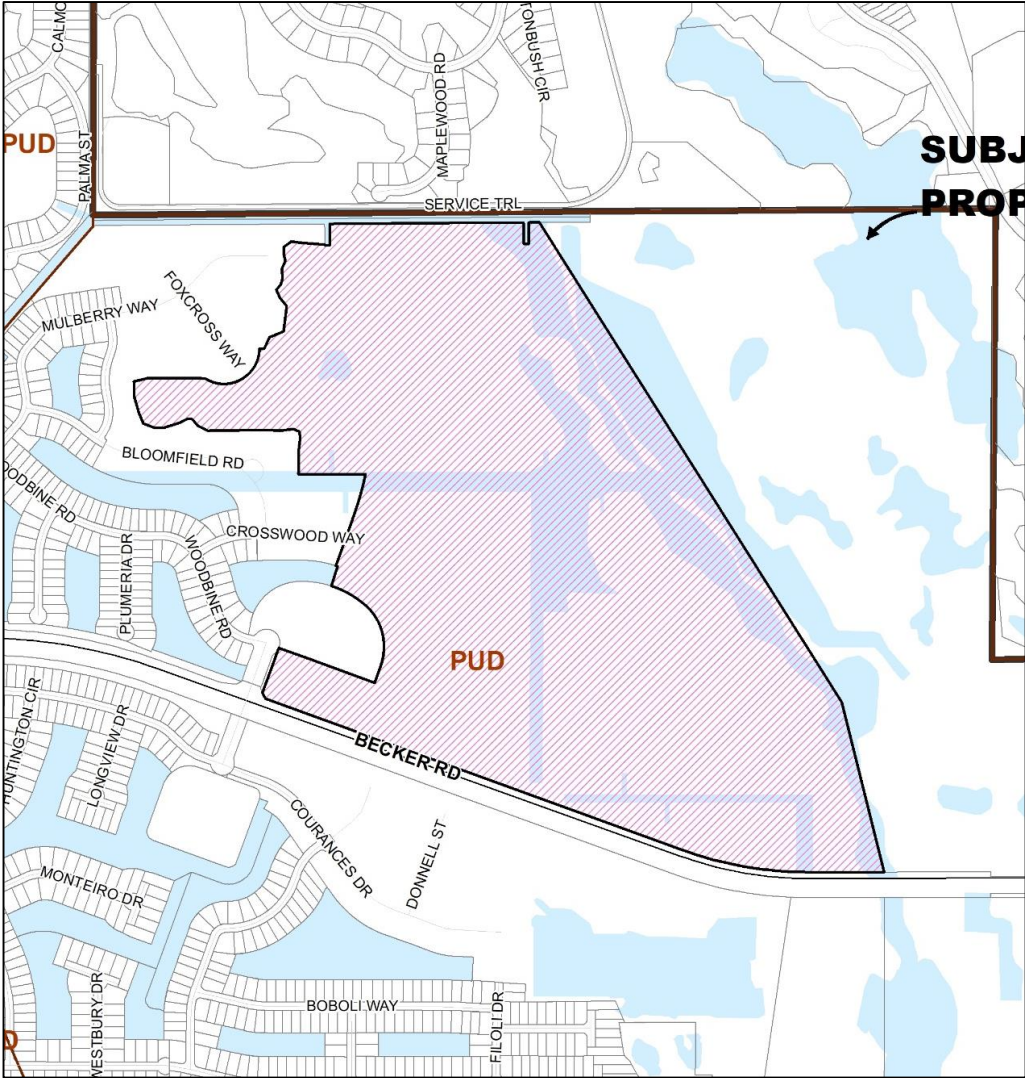 CALMO
TONBUSH CIR
MAPLEWOOD RD
PUD
PALMA ST
SUBJ
PROP
SERVICE TRL
FOXCROSS WAY
MULBERRY WAY
BLOOMFIELD RD
OODBINE RD
CROSSWOOD WAY
PLUMERIA DR
WOODBINE RD
PUD
HUNTINGTON CIR
LONGVIEW DR
BECKER RD
COURANCES DR
DONNELL ST
MONTEIRO DR
WESTBURY DR
BOBOLI WAY
FILOLI DR
D